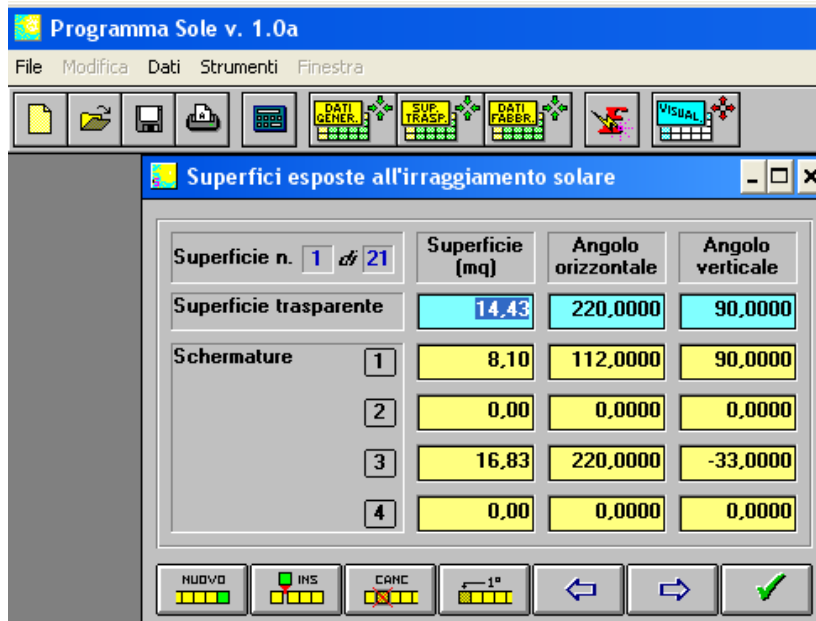 Programma Sole v. 1.0a
File Modifica Dati Strumenti Finestra
DATI GENER. SUP. TRASP. DATI FABBR. VISUAL.
Superfici esposte all'irraggiamento solare
Superficie n. 1 di 21
Superficie (mq)
Angolo orizzontale
Angolo verticale
Superficie trasparente 14,43 220,0000 90,0000
Schermature 1 8,10 112,0000 90,0000
2 0,00 0,0000 0,0000
3 16,83 220,0000 -33,0000
4 0,00 0,0000 0,0000
NUOVO INS CANC 1°